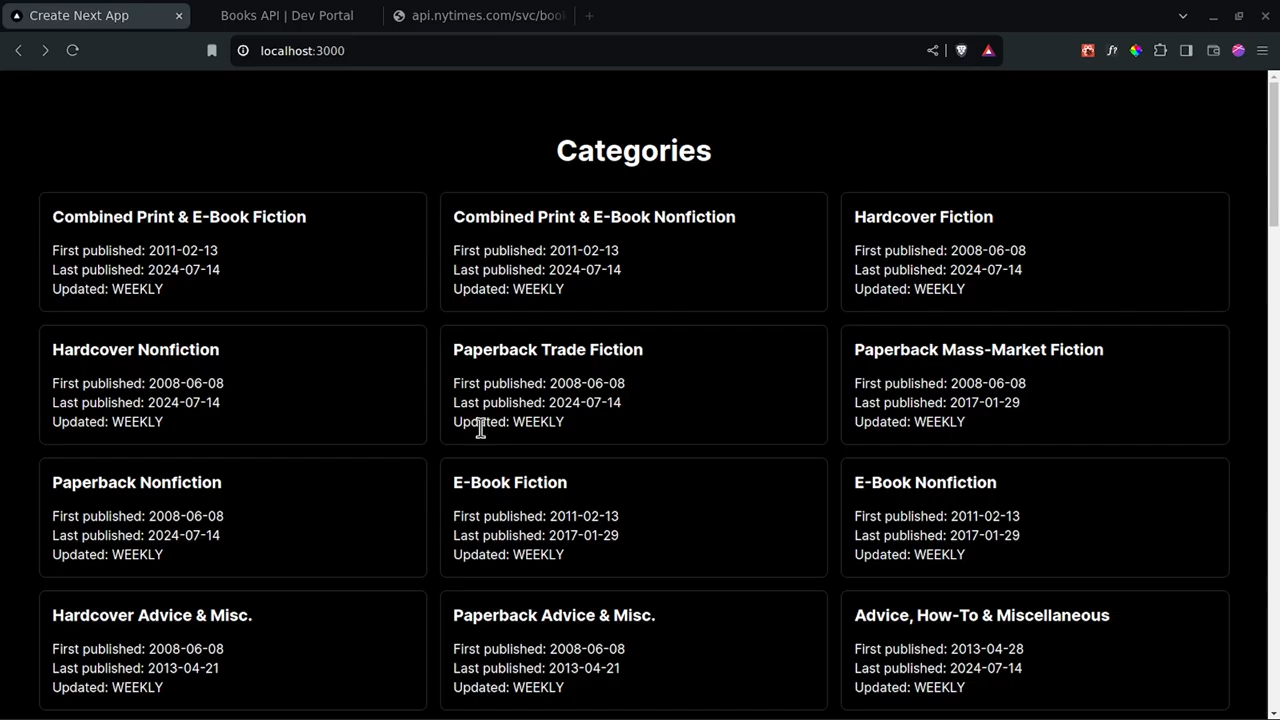 Create Next App
Books API | Dev Portal
api.nytimes.com/svc/boo
localhost:3000
f?
Categories
Combined Print & E-Book Fiction
First published: 2011-02-13
Last published: 2024-07-14
Updated: WEEKLY
Combined Print & E-Book Nonfiction
First published: 2011-02-13
Last published: 2024-07-14
Updated: WEEKLY
Hardcover Fiction
First published: 2008-06-08
Last published: 2024-07-14
Updated: WEEKLY
Hardcover Nonfiction
First published: 2008-06-08
Last published: 2024-07-14
Updated: WEEKLY
Paperback Trade Fiction
First published: 2008-06-08
Last published: 2024-07-14
Updated: WEEKLY
Paperback Mass-Market Fiction
First published: 2008-06-08
Last published: 2017-01-29
Updated: WEEKLY
Paperback Nonfiction
First published: 2008-06-08
Last published: 2024-07-14
Updated: WEEKLY
E-Book Fiction
First published: 2011-02-13
Last published: 2017-01-29
Updated: WEEKLY
E-Book Nonfiction
First published: 2011-02-13
Last published: 2017-01-29
Updated: WEEKLY
Hardcover Advice & Misc.
First published: 2008-06-08
Last published: 2013-04-21
Updated: WEEKLY
Paperback Advice & Misc.
First published: 2008-06-08
Last published: 2013-04-21
Updated: WEEKLY
Advice, How-To & Miscellaneous
First published: 2013-04-28
Last published: 2024-07-14
Updated: WEEKLY